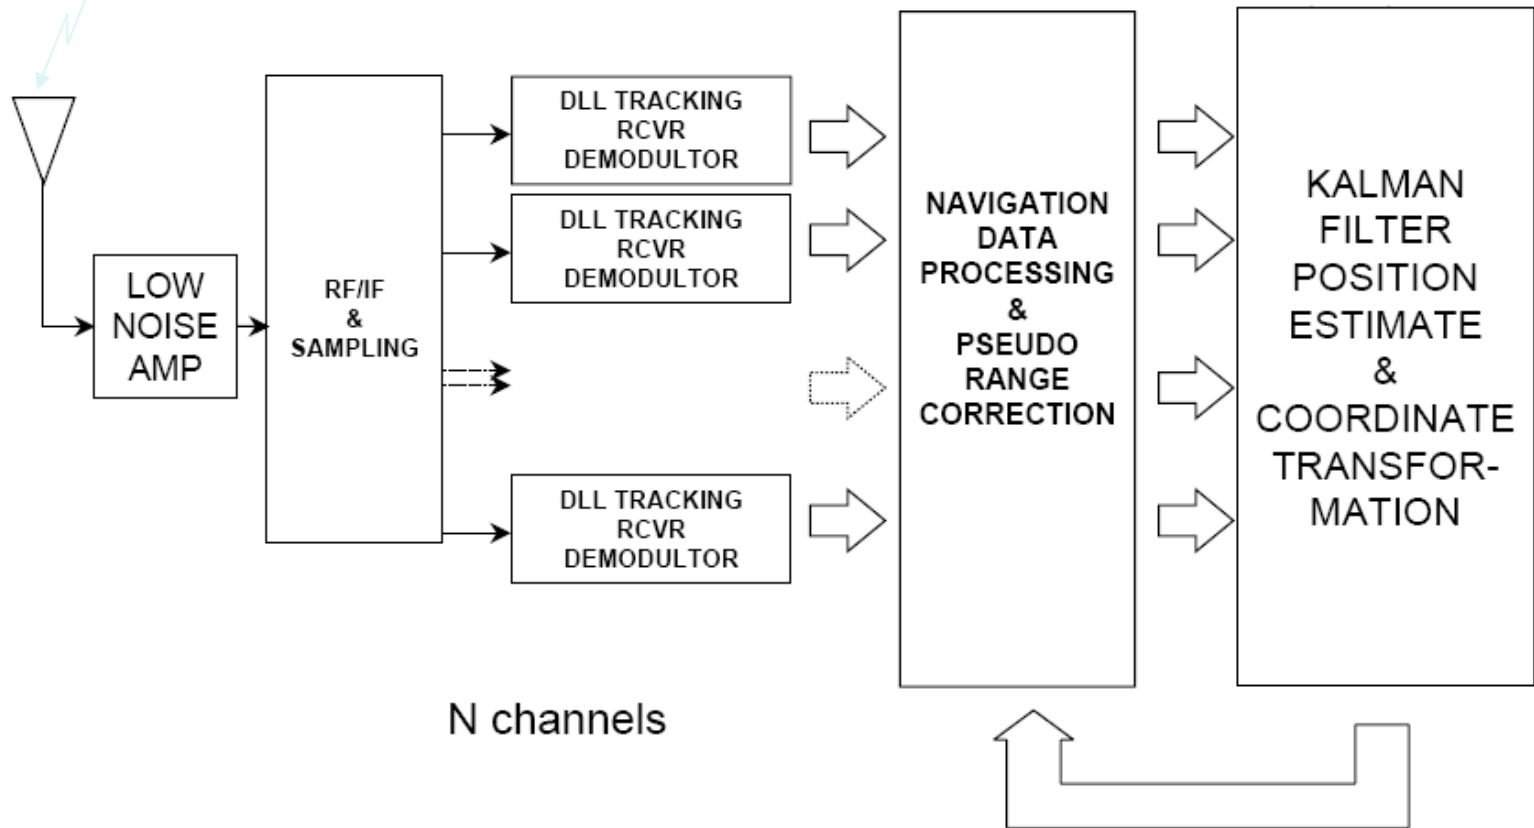 LOW
NOISE
AMP
RF/IF
&
SAMPLING
DLL TRACKING
RCVR
DEMODULTOR
DLL TRACKING
RCVR
DEMODULTOR
DLL TRACKING
RCVR
DEMODULTOR
N channels
NAVIGATION
DATA
PROCESSING
&
PSEUDO
RANGE
CORRECTION
KALMAN
FILTER
POSITION
ESTIMATE
&
COORDINATE
TRANSFOR-
MATION